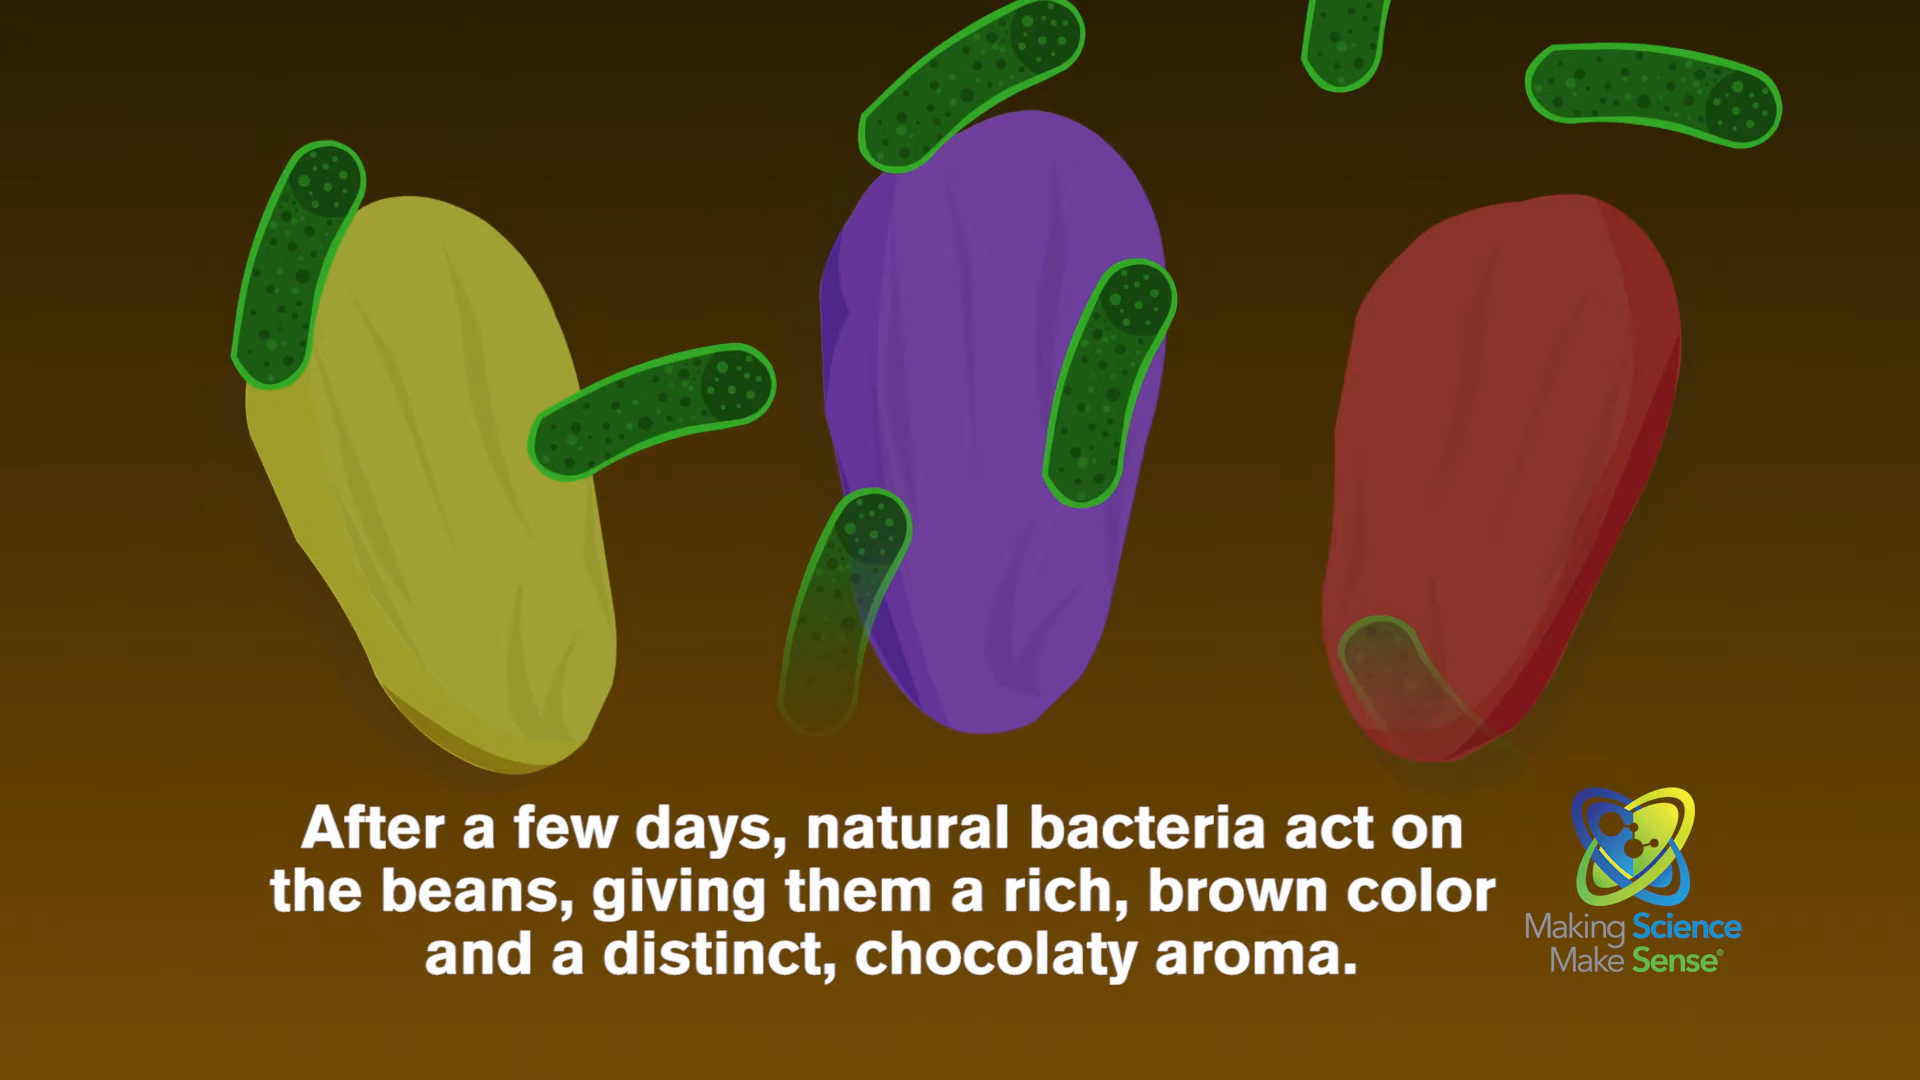 After a few days, natural bacteria act on
the beans, giving them a rich, brown color
and a distinct, chocolaty aroma.
Making Science
Make Sense®